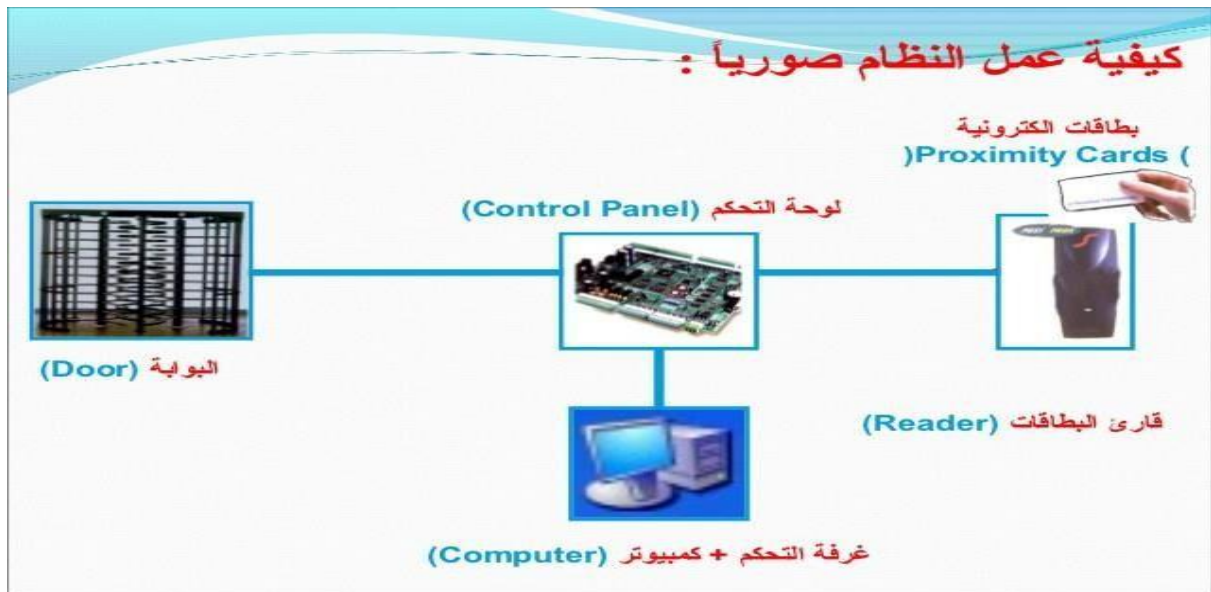 كيفية عمل النظام صورياً :
بطاقات الكترونية
)Proximity Cards (
لوحة التحكم (Control Panel)
البوابة (Door)
قارئ البطاقات (Reader)
غرفة التحكم + كمبيوتر (Computer)